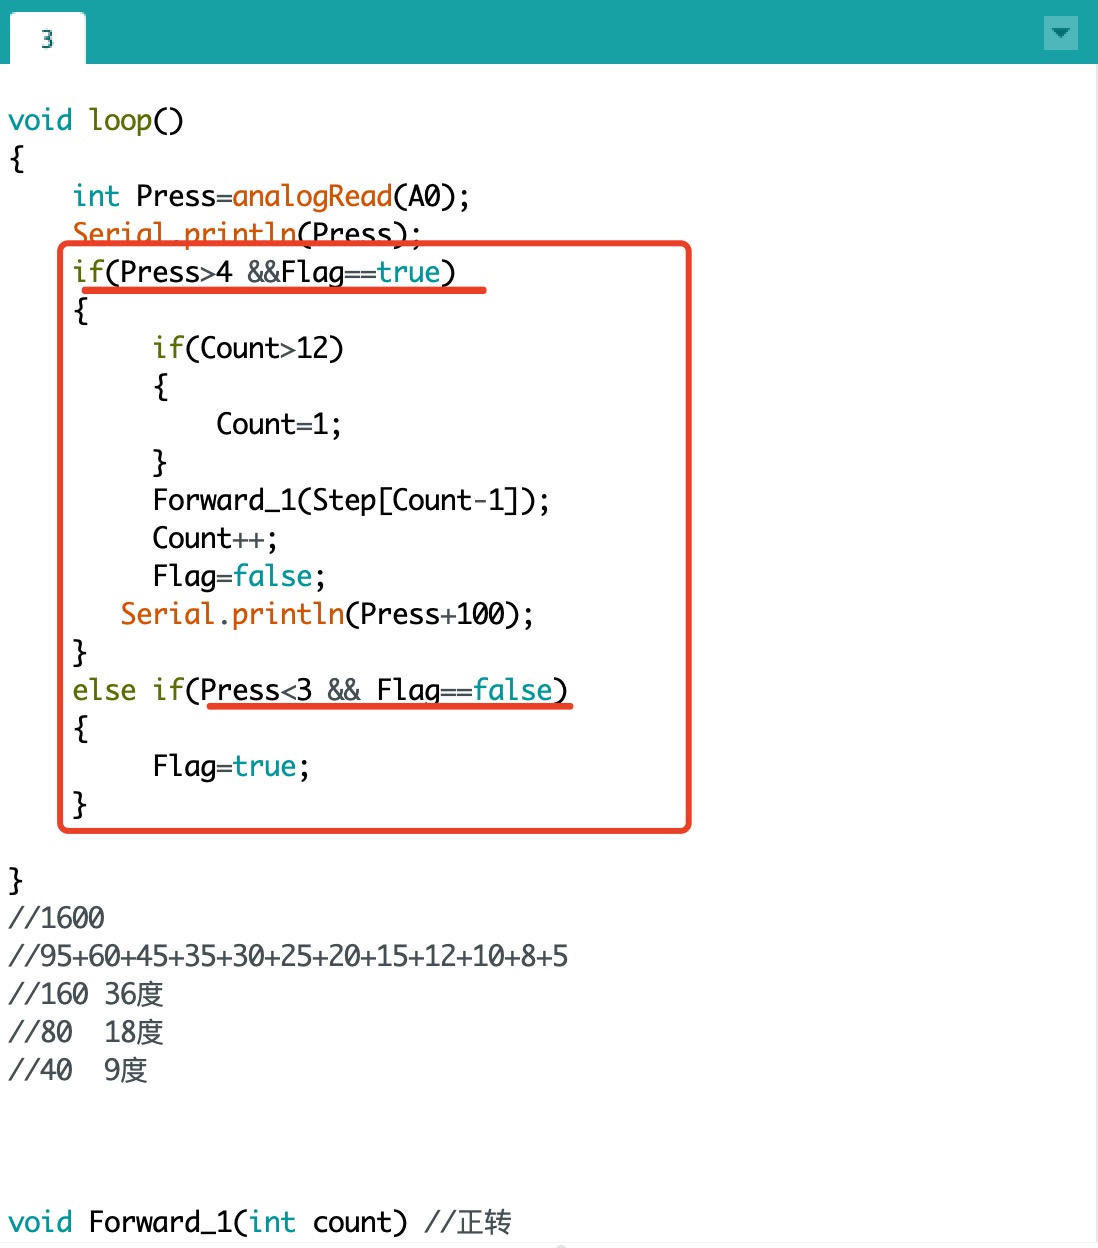 3
void loop()
{
int Press=analogRead(A0);
Serial.println(Press);
if(Press>4 &&Flag==true)
{
if(Count>12)
{
Count=1;
}
Forward_1(Step[Count-1]);
Count++;
Flag=false;
Serial.println(Press+100);
}
else if(Press<3 && Flag==false)
{
Flag=true;
}
}
//1600
//95+60+45+35+30+25+20+15+12+10+8+5
//160 36度
//80  18度
//40  9度
void Forward_1(int count) //正转